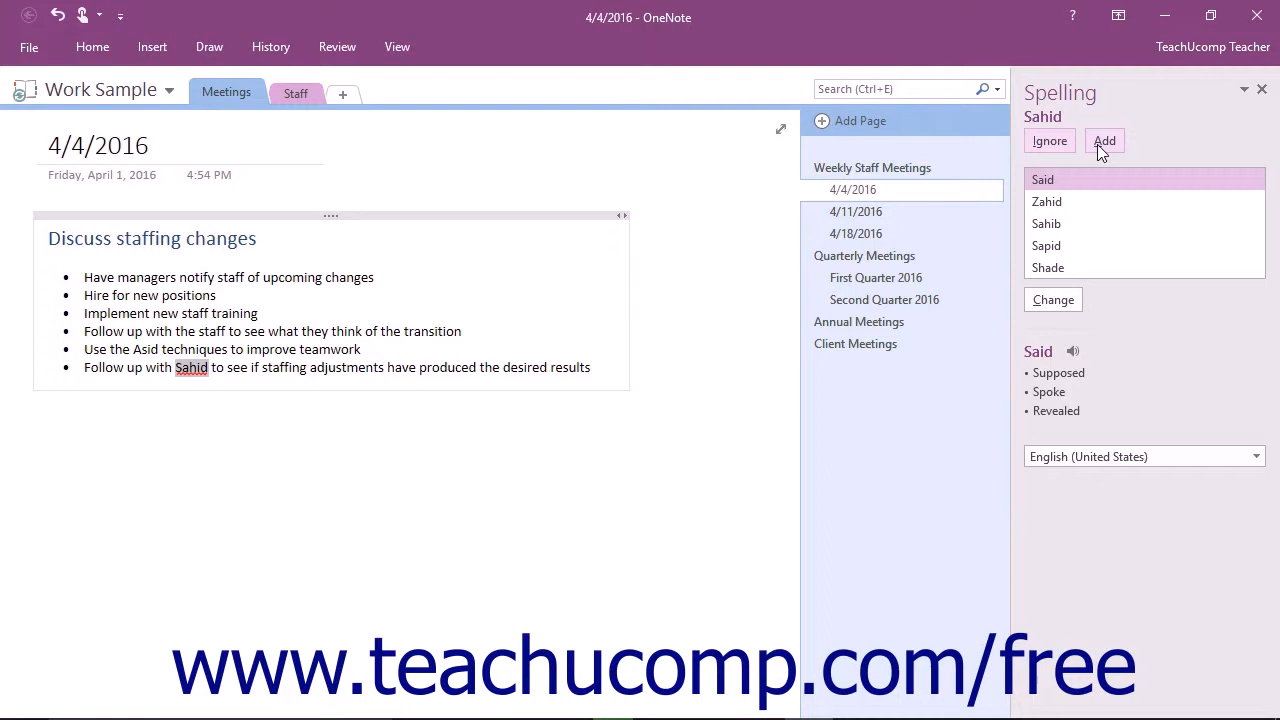 4/4/2016 - OneNote
?
File Home Insert Draw History Review View
TeachUcomp Teacher
Work Sample
Meetings
Staff
+
Search (Ctrl+E)
4/4/2016
Friday, April 1, 2016 4:54 PM
Discuss staffing changes
• Have managers notify staff of upcoming changes
• Hire for new positions
• Implement new staff training
• Follow up with the staff to see what they think of the transition
• Use the Asid techniques to improve teamwork
• Follow up with Sahid to see if staffing adjustments have produced the desired results
Add Page
Weekly Staff Meetings
4/4/2016
4/11/2016
4/18/2016
Quarterly Meetings
First Quarter 2016
Second Quarter 2016
Annual Meetings
Client Meetings
Spelling
Sahid
Ignore Add
Said
Zahid
Sahib
Sapid
Shade
Change
Said
• Supposed
• Spoke
• Revealed
English (United States)
www.teachucomp.com/free